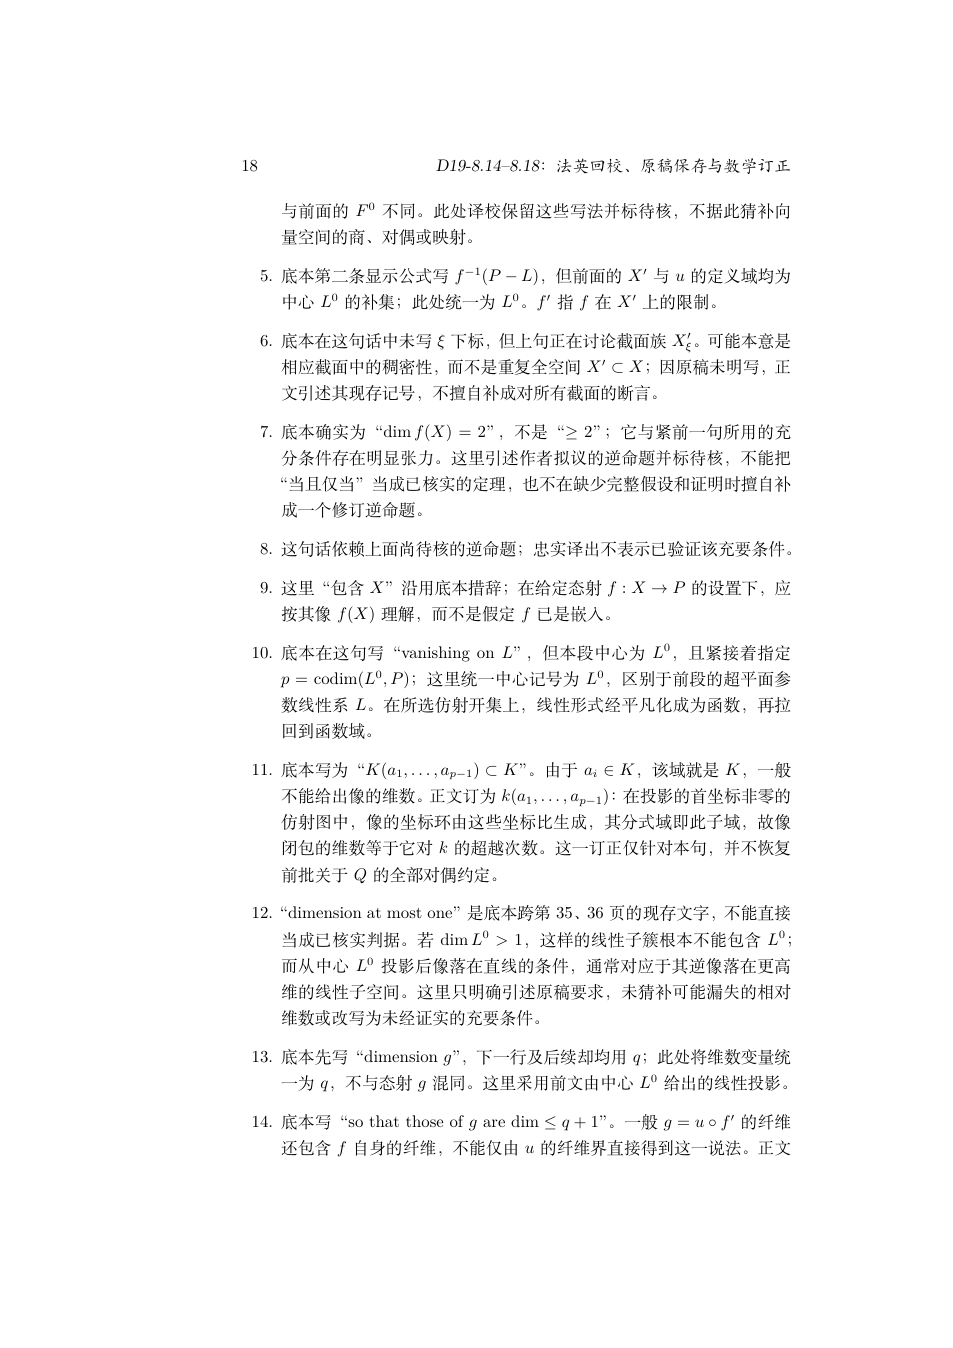 18 D19-8.14–8.18：法英回校、原稿保存与数学订正
与前面的 F⁰ 不同。此处译校保留这些写法并标待核，不据此猜补向
量空间的商、对偶或映射。
5. 底本第二条显示公式写 f⁻¹(P − L)，但前面的 X′ 与 u 的定义域均为
中心 L⁰ 的补集；此处统一为 L⁰。f′ 指 f 在 X′ 上的限制。
6. 底本在这句话中未写 ξ 下标，但上句正在讨论截面族 X′_ξ。可能本意是
相应截面中的稠密性，而不是重复全空间 X′ ⊂ X；因原稿未明写，正
文引述其现存记号，不擅自补成对所有截面的断言。
7. 底本确实为 “dim f(X) = 2”，不是 “≥ 2”；它与紧前一句所用的充
分条件存在明显张力。这里引述作者拟议的逆命题并标待核，不能把
“当且仅当” 当成已核实的定理，也不在缺少完整假设和证明时擅自补
成一个修订逆命题。
8. 这句话依赖上面尚待核的逆命题；忠实译出不表示已验证该充要条件。
9. 这里 “包含 X” 沿用底本措辞；在给定态射 f : X → P 的设置下，应
按其像 f(X) 理解，而不是假定 f 已是嵌入。
10. 底本在这句写 “vanishing on L”，但本段中心为 L⁰，且紧接着指定
p = codim(L⁰, P)；这里统一中心记号为 L⁰，区别于前段的超平面参
数线性系 L。在所选仿射开集上，线性形式经平凡化成为函数，再拉
回到函数域。
11. 底本写为 “K(a₁, . . . , aₚ₋₁) ⊂ K”。由于 aᵢ ∈ K，该域就是 K，一般
不能给出像的维数。正文订为 k(a₁, . . . , aₚ₋₁)：在投影的首坐标非零的
仿射图中，像的坐标环由这些坐标比生成，其分式域即此子域，故像
闭包的维数等于它对 k 的超越次数。这一订正仅针对本句，并不恢复
前批关于 Q 的全部对偶约定。
12. “dimension at most one” 是底本跨第 35、36 页的现存文字，不能直接
当成已核实判据。若 dim L⁰ > 1，这样的线性子簇根本不能包含 L⁰；
而从中心 L⁰ 投影后像落在直线的条件，通常对应于其逆像落在更高
维的线性子空间。这里只明确引述原稿要求，未猜补可能漏失的相对
维数或改写为未经证实的充要条件。
13. 底本先写 “dimension g”，下一行及后续却均用 q；此处将维数变量统
一为 q，不与态射 g 混同。这里采用前文由中心 L⁰ 给出的线性投影。
14. 底本写 “so that those of g are dim ≤ q + 1”。一般 g = u ∘ f′ 的纤维
还包含 f 自身的纤维，不能仅由 u 的纤维界直接得到这一说法。正文